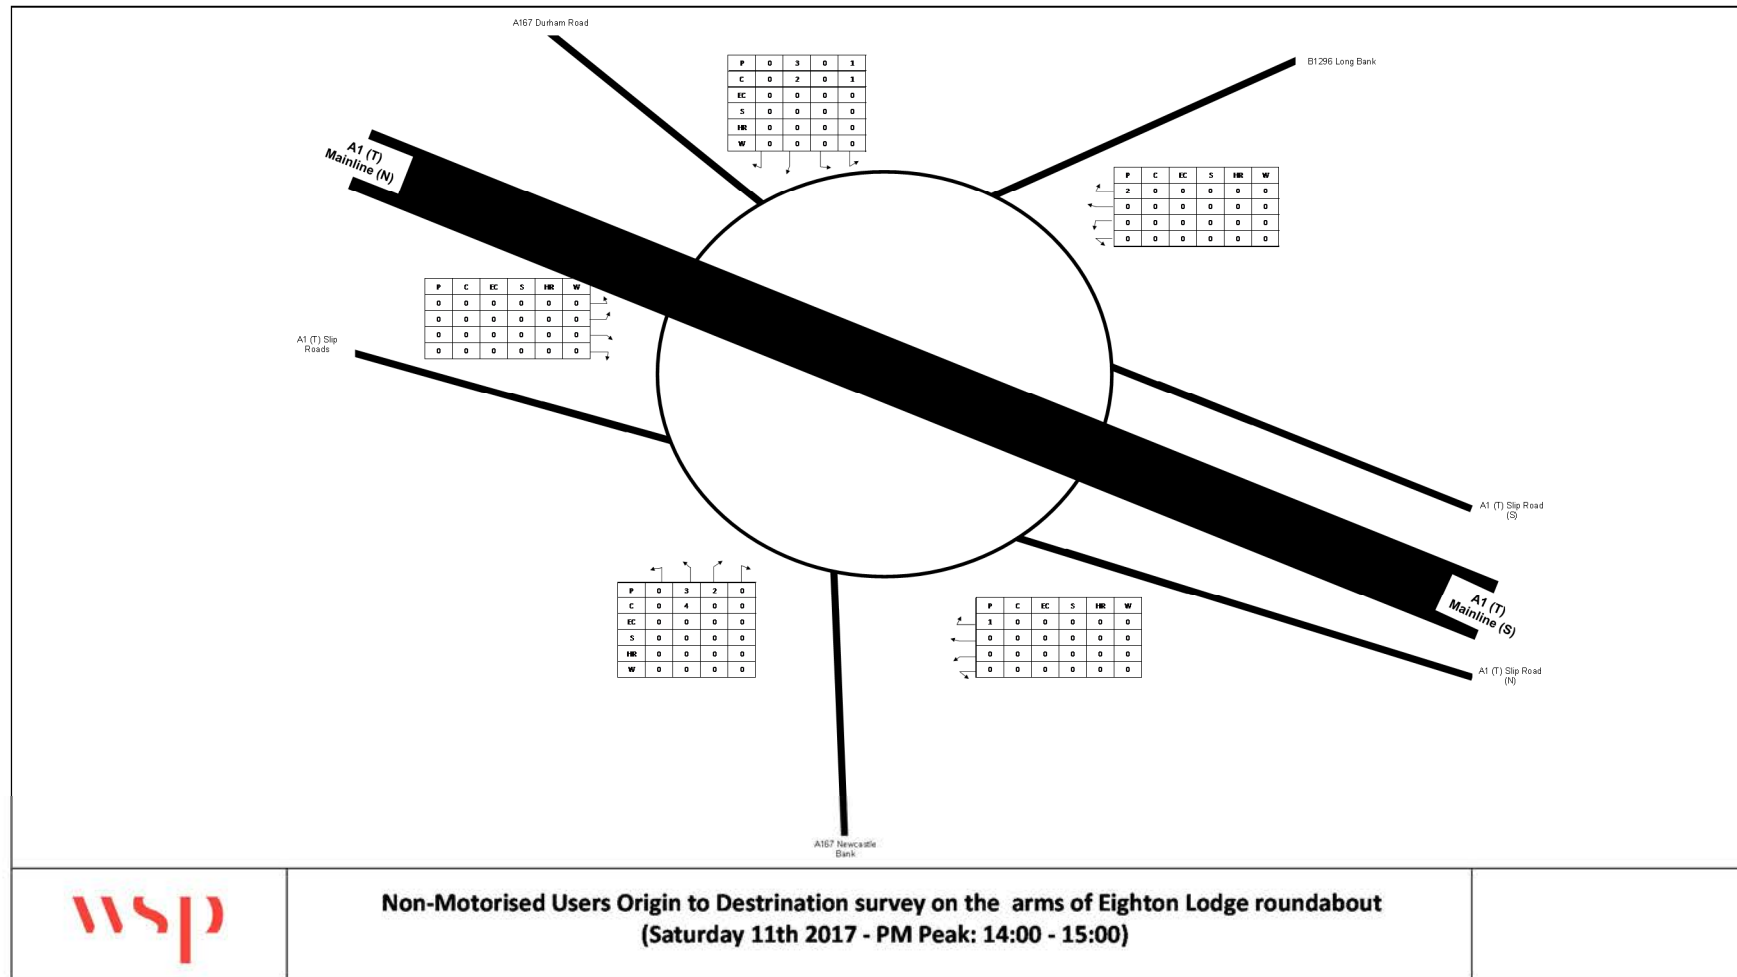 A167 Durham Road
B1296 Long Bank
P 0 3 0 1
C 0 2 0 1
EC 0 0 0 0
S 0 0 0 0
HR 0 0 0 0
W 0 0 0 0
A1 (T)
Mainline (N)
P C EC S HR W
2 0 0 0 0 0
0 0 0 0 0 0
0 0 0 0 0 0
0 0 0 0 0 0
P C EC S HR W
0 0 0 0 0 0
0 0 0 0 0 0
0 0 0 0 0 0
0 0 0 0 0 0
A1 (T) Slip
Roads
A1 (T) Slip Road
(S)
P 0 3 2 0
C 0 4 0 0
EC 0 0 0 0
S 0 0 0 0
HR 0 0 0 0
W 0 0 0 0
P C EC S HR W
1 0 0 0 0 0
0 0 0 0 0 0
0 0 0 0 0 0
0 0 0 0 0 0
A1 (T)
Mainline (S)
A1 (T) Slip Road
(N)
A167 Newcastle
Bank
wsp
Non-Motorised Users Origin to Destrination survey on the arms of Eighton Lodge roundabout
(Saturday 11th 2017 - PM Peak: 14:00 - 15:00)